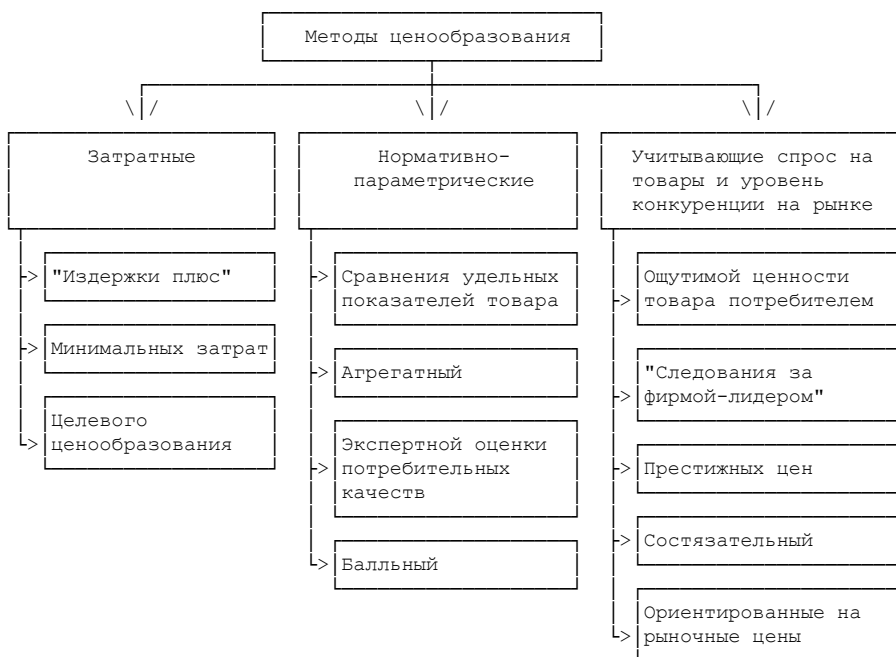 Методы ценообразования
Затратные
"Издержки плюс"
Минимальных затрат
Целевого
ценообразования
Нормативно-
параметрические
Сравнения удельных
показателей товара
Агрегатный
Экспертной оценки
потребительных
качеств
Балльный
Учитывающие спрос на
товары и уровень
конкуренции на рынке
Ощутимой ценности
товара потребителем
"Следования за
фирмой-лидером"
Престижных цен
Состязательный
Ориентированные на
рыночные цены